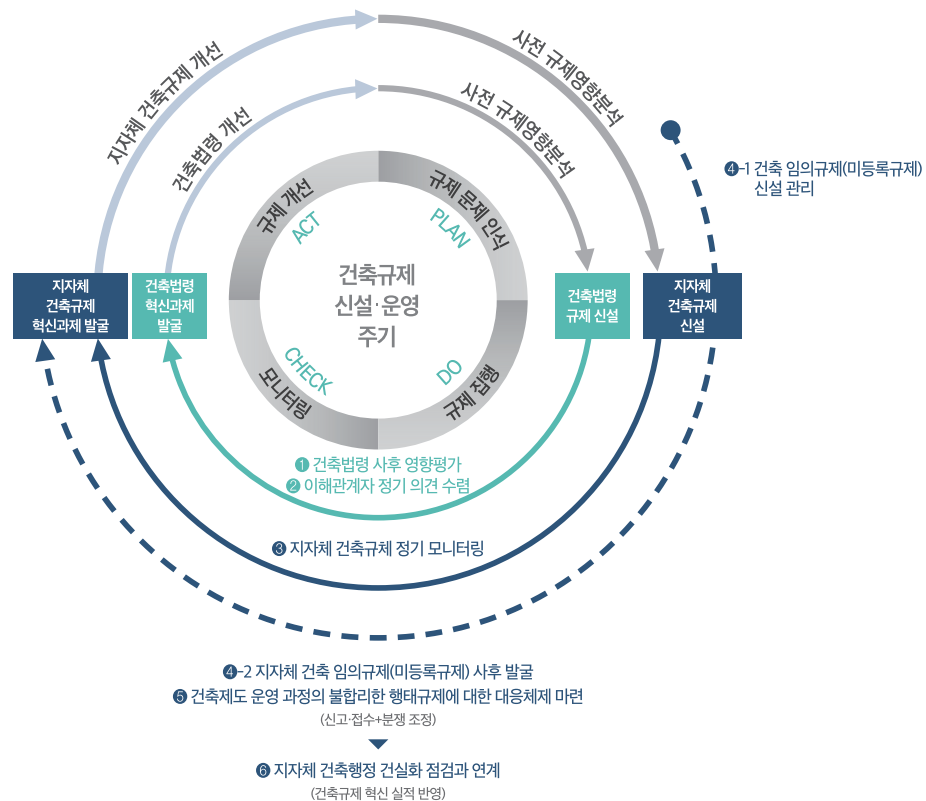 지자체 건축규제 개선
사전 규제영향분석
건축법령 개선
사전 규제영향분석
❹-1 건축 임의규제(미등록규제)
신설 관리
규제 개선
ACT
규제 문제 인식
PLAN
건축규제
신설·운영
주기
지자체
건축규제
혁신과제 발굴
건축법령
혁신과제
발굴
건축법령
규제 신설
지자체
건축규제
신설
CHECK
모니터링
DO
규제 집행
❶ 건축법령 사후 영향평가
❷ 이해관계자 정기 의견 수렴
❸ 지자체 건축규체 정기 모니터링
❹-2 지자체 건축 임의규제(미등록규제) 사후 발굴
❺ 건축제도 운영 과정의 불합리한 행태규제에 대한 대응체제 마련
(신고·접수+분쟁 조정)
❻ 지자체 건축행정 건실화 점검과 연계
(건축규제 혁신 실적 반영)